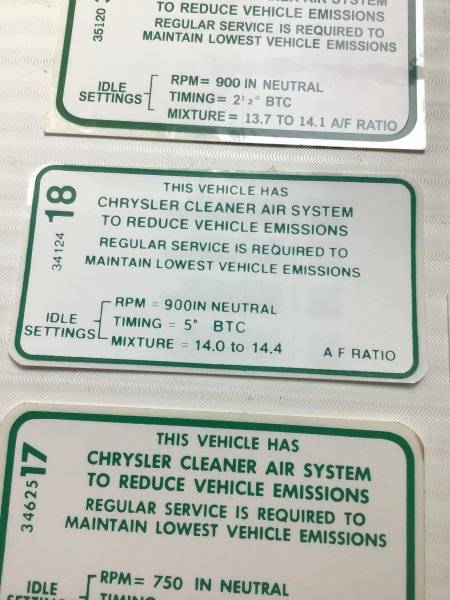 TO REDUCE VEHICLE EMISSIONS
REGULAR SERVICE IS REQUIRED TO
MAINTAIN LOWEST VEHICLE EMISSIONS
35120
IDLE
SETTINGS
RPM= 900 IN NEUTRAL
TIMING= 2½° BTC
MIXTURE= 13.7 TO 14.1 A/F RATIO
18
34124
THIS VEHICLE HAS
CHRYSLER CLEANER AIR SYSTEM
TO REDUCE VEHICLE EMISSIONS
REGULAR SERVICE IS REQUIRED TO
MAINTAIN LOWEST VEHICLE EMISSIONS
IDLE
SETTINGS
RPM = 900IN NEUTRAL
TIMING = 5° BTC
MIXTURE = 14.0 to 14.4 A F RATIO
17
34625
THIS VEHICLE HAS
CHRYSLER CLEANER AIR SYSTEM
TO REDUCE VEHICLE EMISSIONS
REGULAR SERVICE IS REQUIRED TO
MAINTAIN LOWEST VEHICLE EMISSIONS
IDLE
RPM= 750 IN NEUTRAL